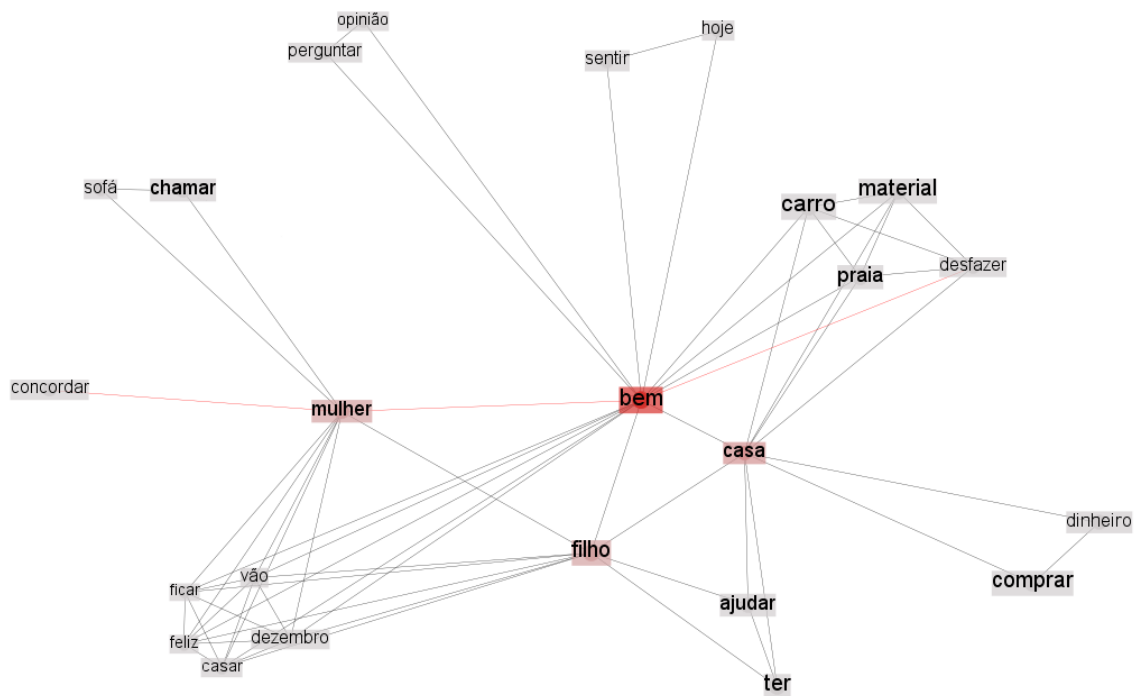 opinião
hoje
perguntar
sentir
sofá
chamar
material
carro
desfazer
praia
concordar
bem
mulher
casa
dinheiro
filho
vão
comprar
ficar
ajudar
dezembro
feliz
casar
ter